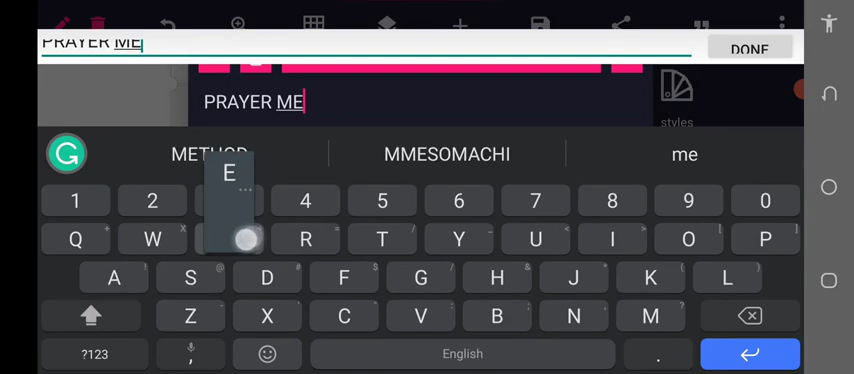 PRAYER ME
DONE
PRAYER ME
styles
METHOD MMESOMACHI me
E
1 2 4 5 6 7 8 9 0
Q W R T Y U I O P
A S D F G H J K L
Z X C V B N M
?123 , English .